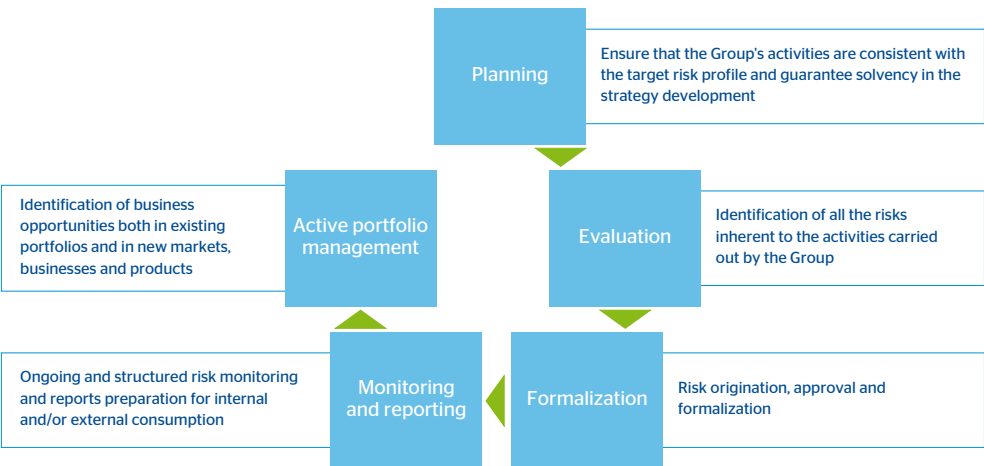 Planning
Ensure that the Group's activities are consistent with
the target risk profile and guarantee solvency in the
strategy development
Evaluation
Identification of all the risks
inherent to the activities carried
out by the Group
Formalization
Risk origination, approval and
formalization
Monitoring
and reporting
Ongoing and structured risk monitoring
and reports preparation for internal
and/or external consumption
Active portfolio
management
Identification of business
opportunities both in existing
portfolios and in new markets,
businesses and products